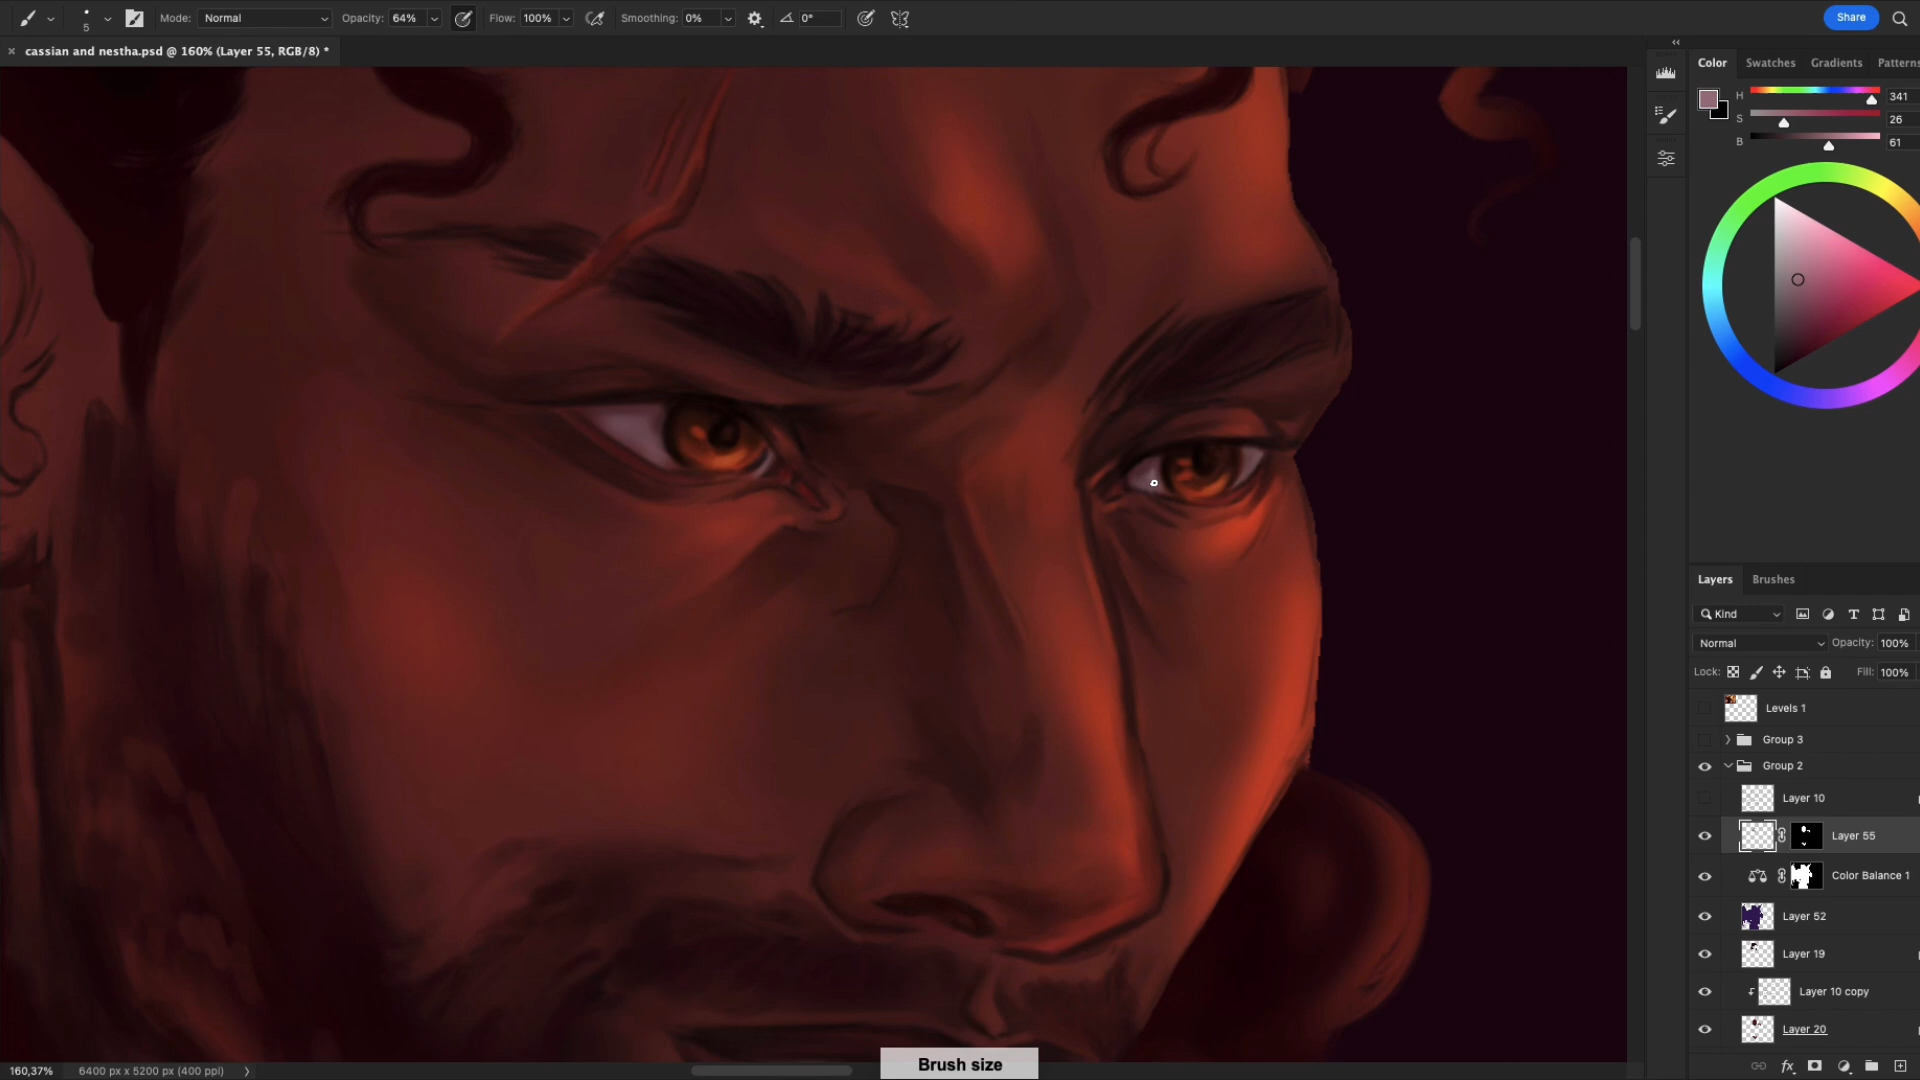 Mode: Normal Opacity: 64% Flow: 100% Smoothing: 0% 0° Share
5
× cassian and nestha.psd @ 160% (Layer 55, RGB/8) *
Color Swatches Gradients Patterns
H 341
S 26
B 61
Layers Brushes
Kind
Normal Opacity: 100%
Lock: Fill: 100%
Levels 1
Group 3
Group 2
Layer 10
Layer 55
Color Balance 1
Layer 52
Layer 19
Layer 10 copy
Layer 20
fx
Brush size
160,37% 6400 px x 5200 px (400 ppi)